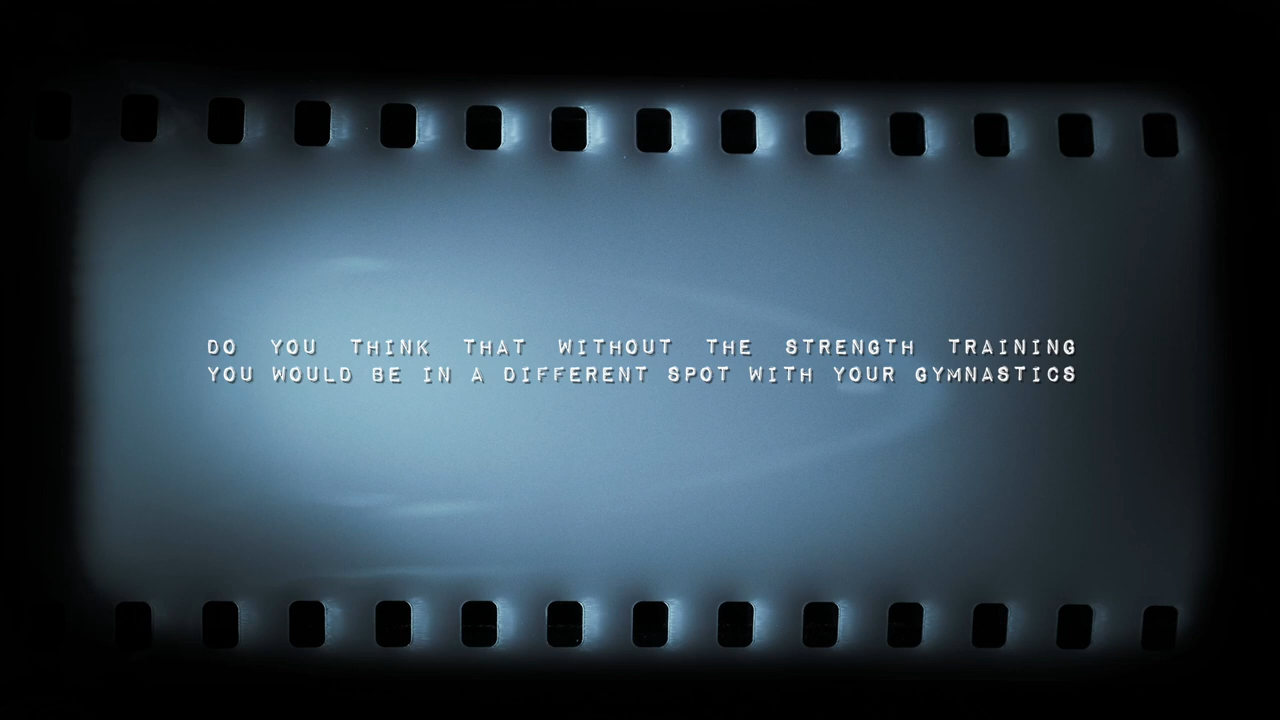 DO YOU THINK THAT WITHOUT THE STRENGTH TRAINING
YOU WOULD BE IN A DIFFERENT SPOT WITH YOUR GYMNASTICS